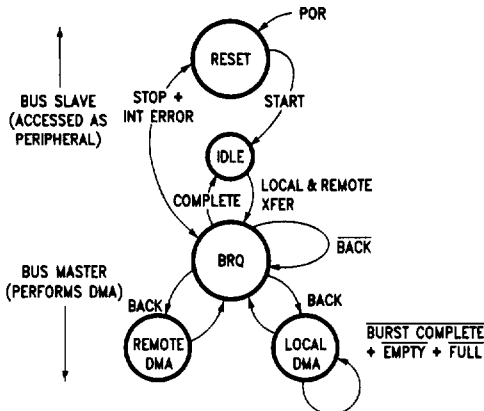 POR
RESET
BUS SLAVE
(ACCESSED AS
PERIPHERAL)
STOP +
INT ERROR
START
IDLE
COMPLETE
LOCAL & REMOTE
XFER
BRQ
BACK
BUS MASTER
(PERFORMS DMA)
BACK
BACK
REMOTE
DMA
LOCAL
DMA
BURST COMPLETE
+ EMPTY + FULL